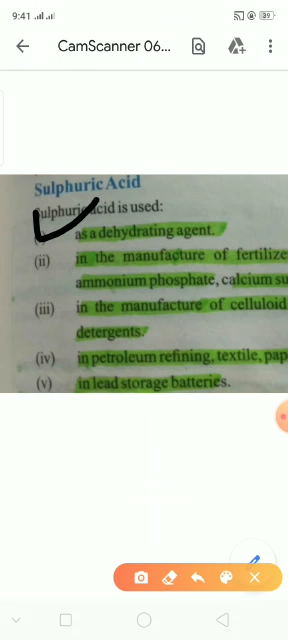 9:41
39
CamScanner 06...
Sulphuric Acid
Sulphuric acid is used:
as a dehydrating agent.
(ii) in the manufacture of fertilize
ammonium phosphate, calcium su
(iii) in the manufacture of celluloid
detergents.
(iv) in petroleum refining, textile, pap
(v) in lead storage batteries.